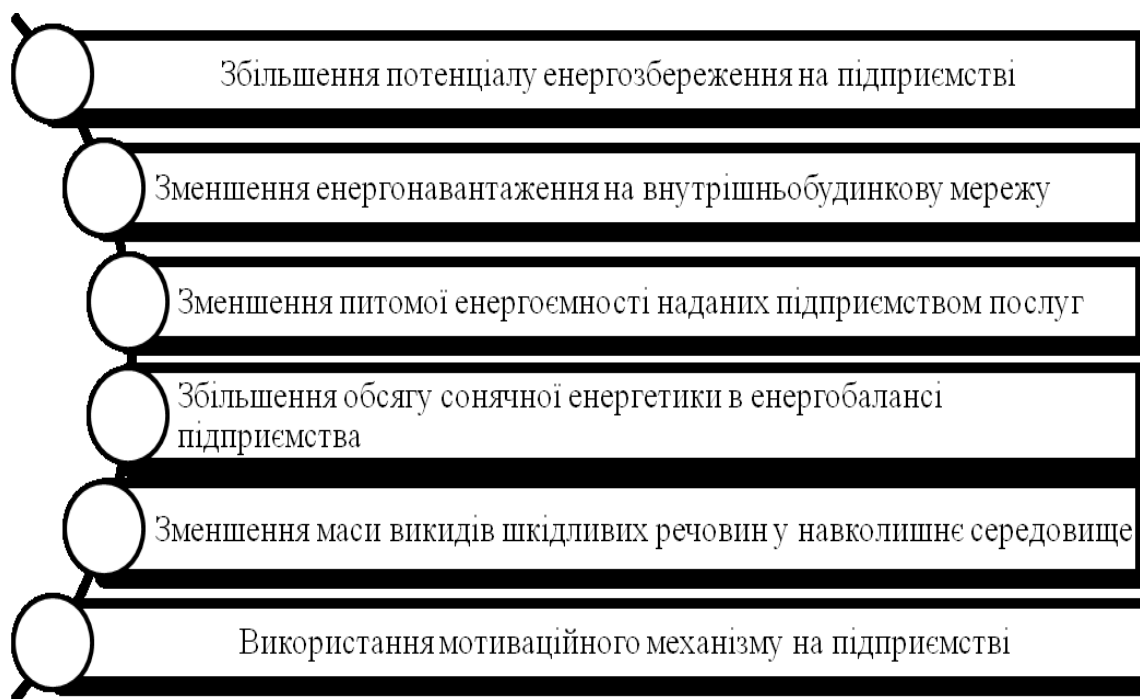 Збільшення потенціалу енергозбереження на підприємстві
Зменшення енергонавантаження на внутрішньобудинкову мережу
Зменшення питомої енергоємності наданих підприємством послуг
Збільшення обсягу сонячної енергетики в енергобалансі
підприємства
Зменшення маси викидів шкідливих речовин у навколишнє середовище
Використання мотиваційного механізму на підприємстві